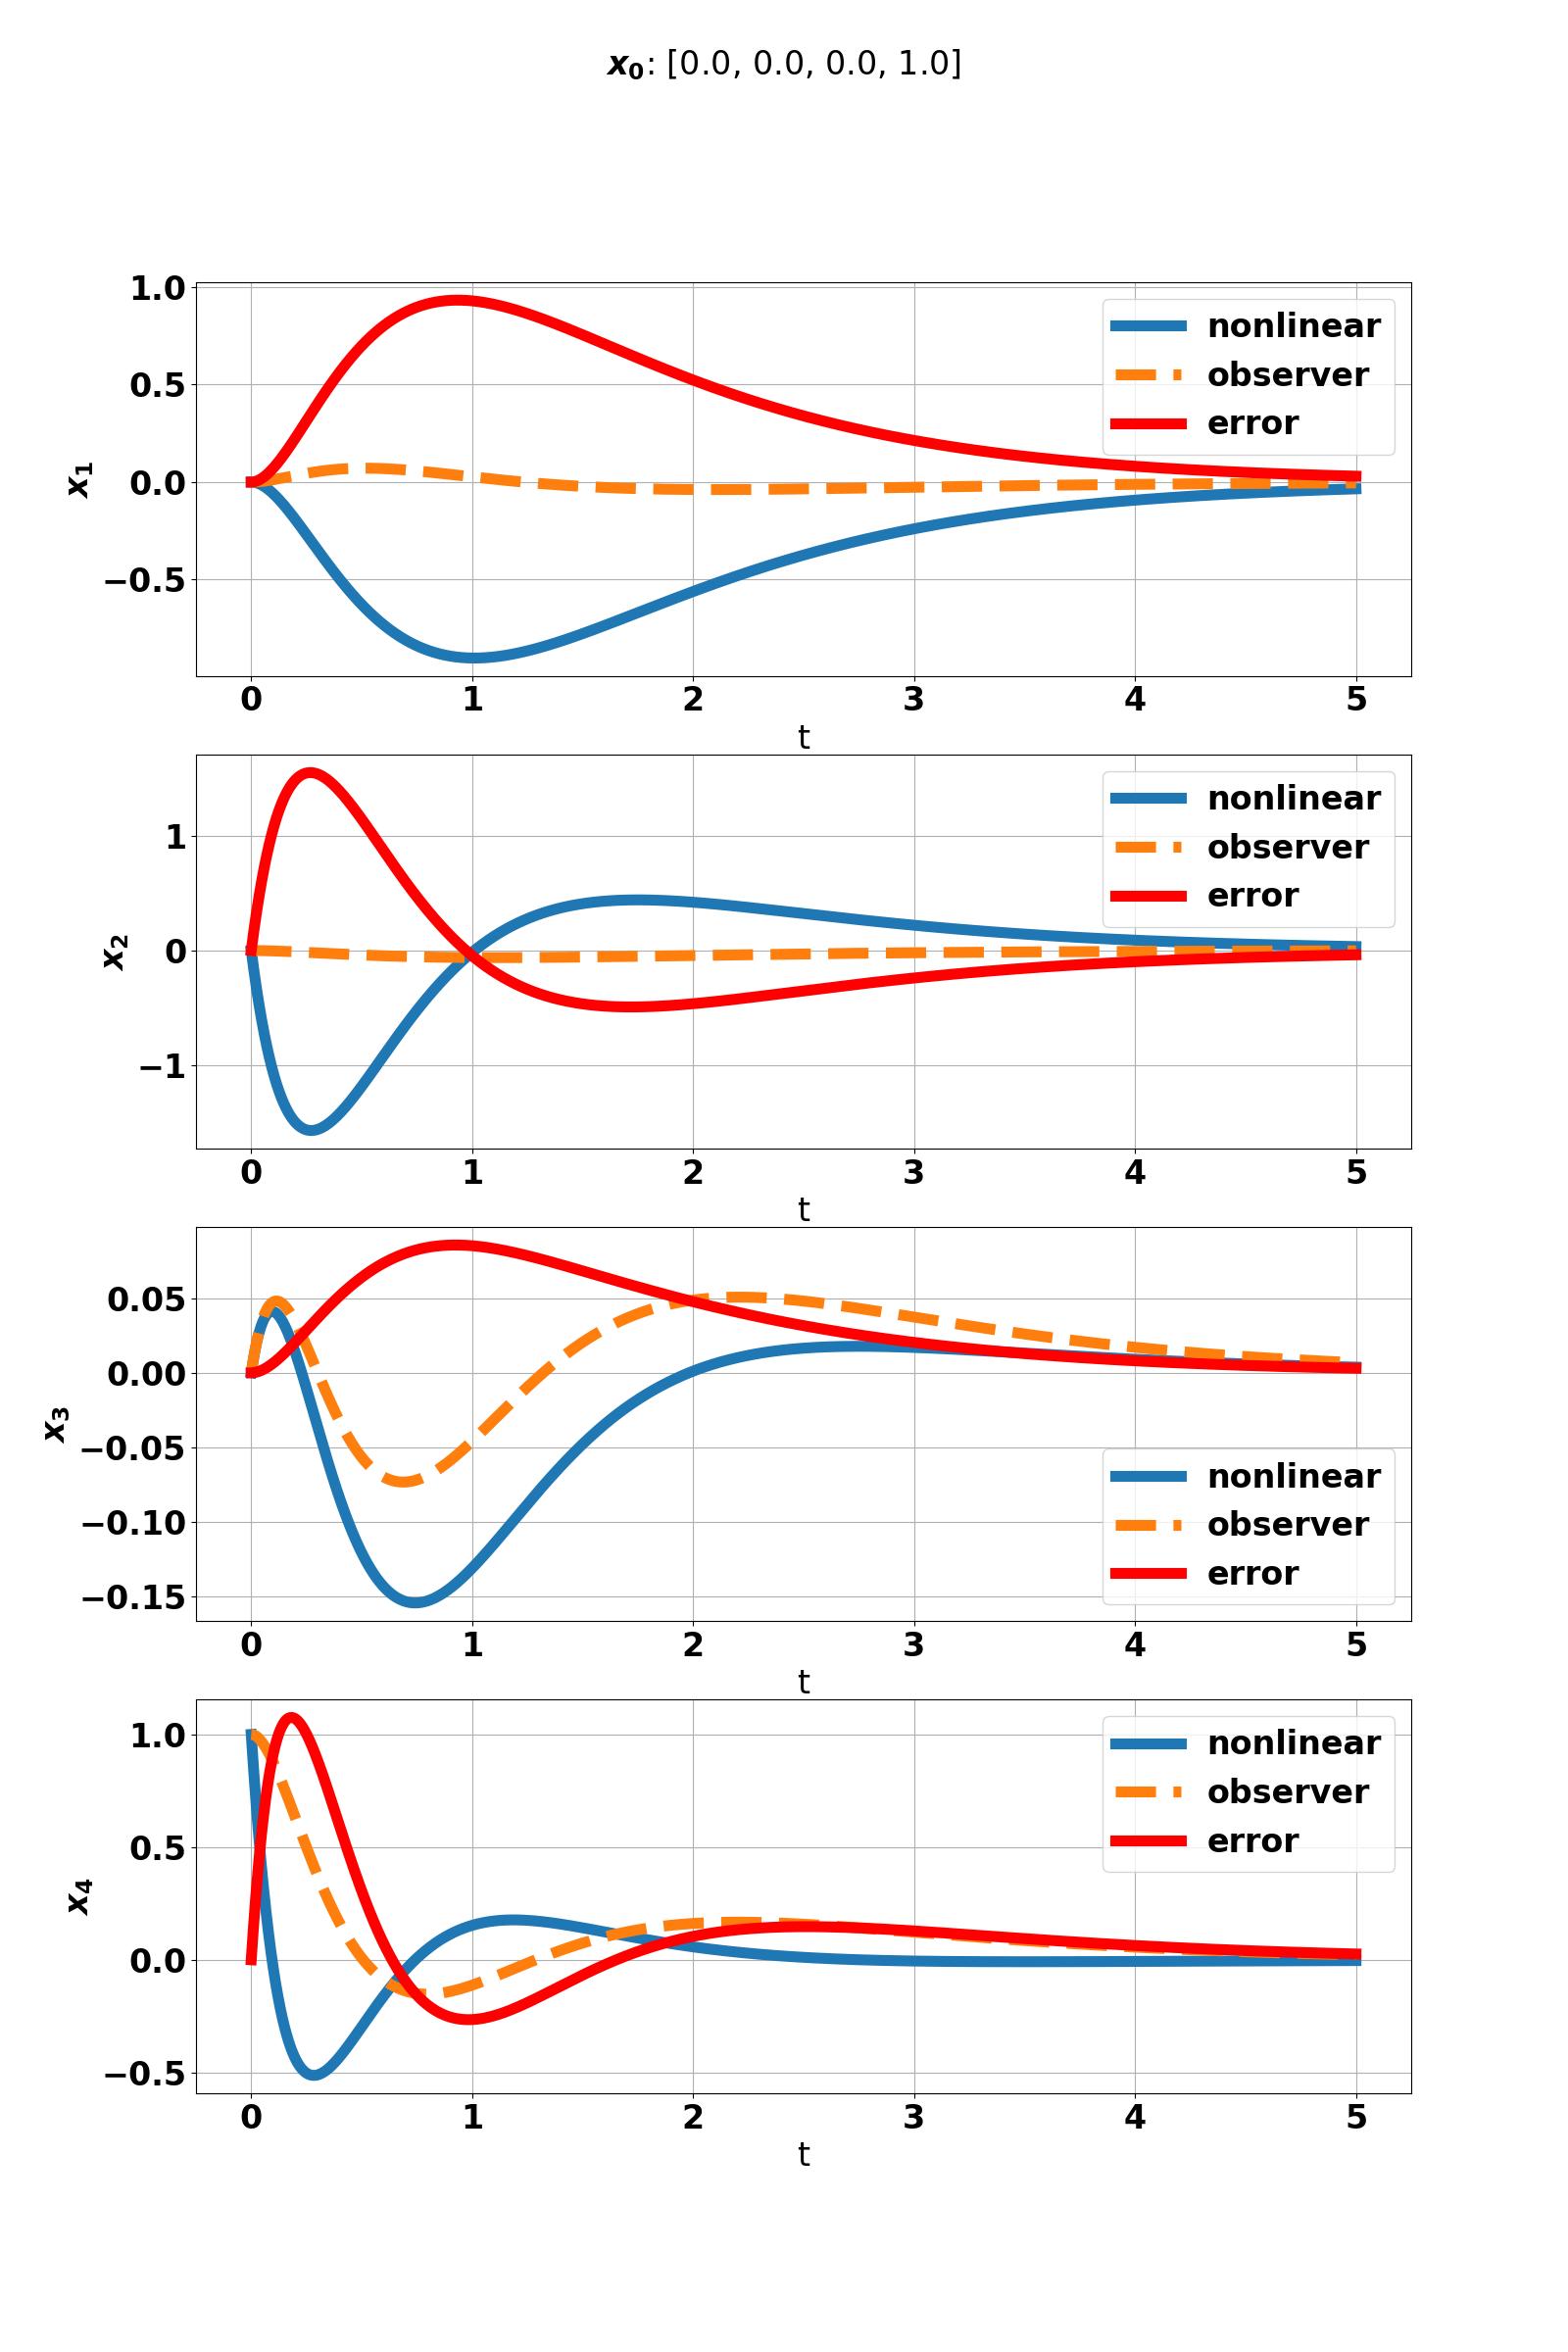 x₀: [0.0, 0.0, 0.0, 1.0]
1.0
0.5
0.0
−0.5
x₁
nonlinear
observer
error
0 1 2 3 4 5
t
1
0
−1
x₂
nonlinear
observer
error
0 1 2 3 4 5
t
0.05
0.00
−0.05
−0.10
−0.15
x₃
nonlinear
observer
error
0 1 2 3 4 5
t
1.0
0.5
0.0
−0.5
x₄
nonlinear
observer
error
0 1 2 3 4 5
t